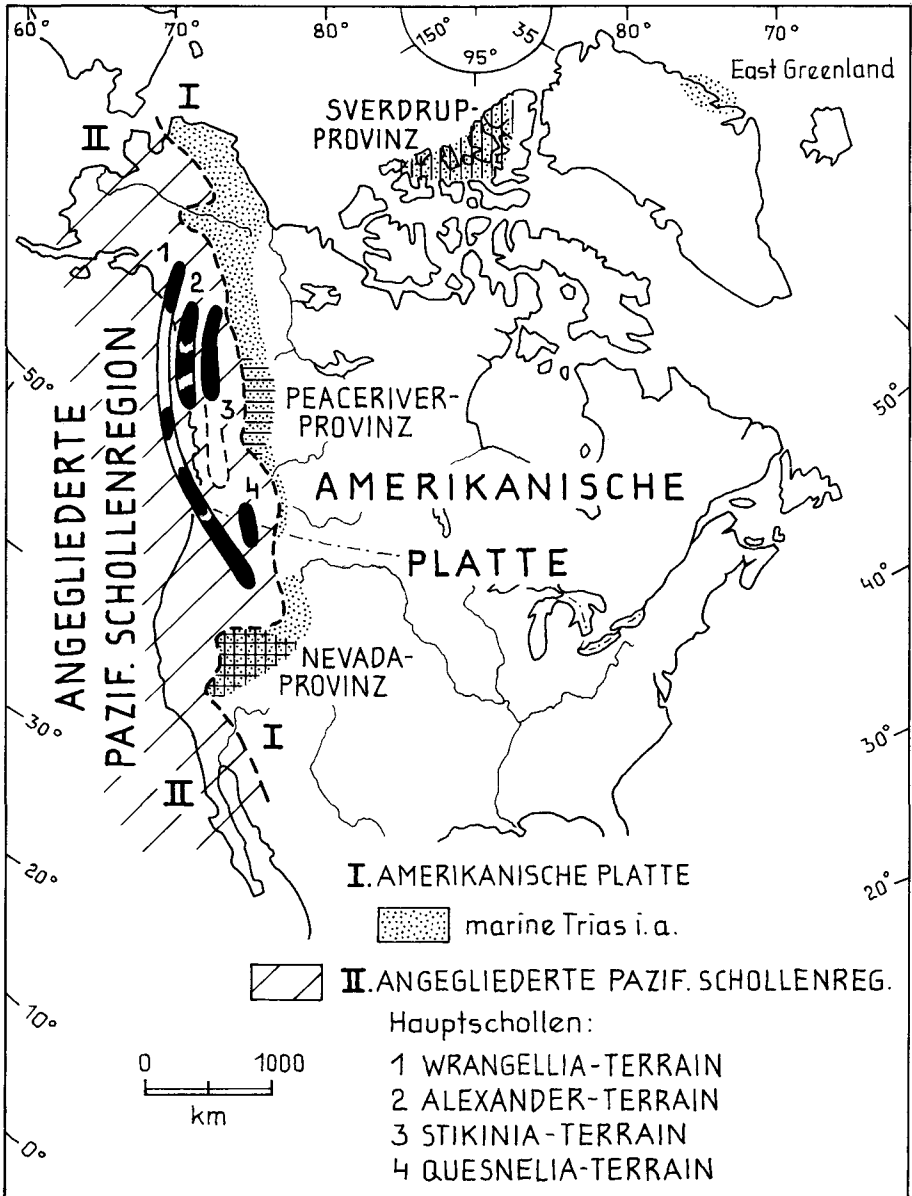 60° 70° 80° 150° 35 80° 70°
95°
East Greenland
SVERDRUP-
PROVINZ
I
II
1
2
3
4
50°
50°
PEACERIVER-
PROVINZ
ANGEGLIEDERTE
PAZIF. SCHOLLENREGION
AMERIKANISCHE
PLATTE
40°
40°
NEVADA-
PROVINZ
I
II
30°
30°
20°
20°
10°
0°
I. AMERIKANISCHE PLATTE
marine Trias i.a.
II. ANGEGLIEDERTE PAZIF. SCHOLLENREG.
Hauptschollen:
1 WRANGELLIA-TERRAIN
2 ALEXANDER-TERRAIN
3 STIKINIA-TERRAIN
4 QUESNELIA-TERRAIN
0 1000
km